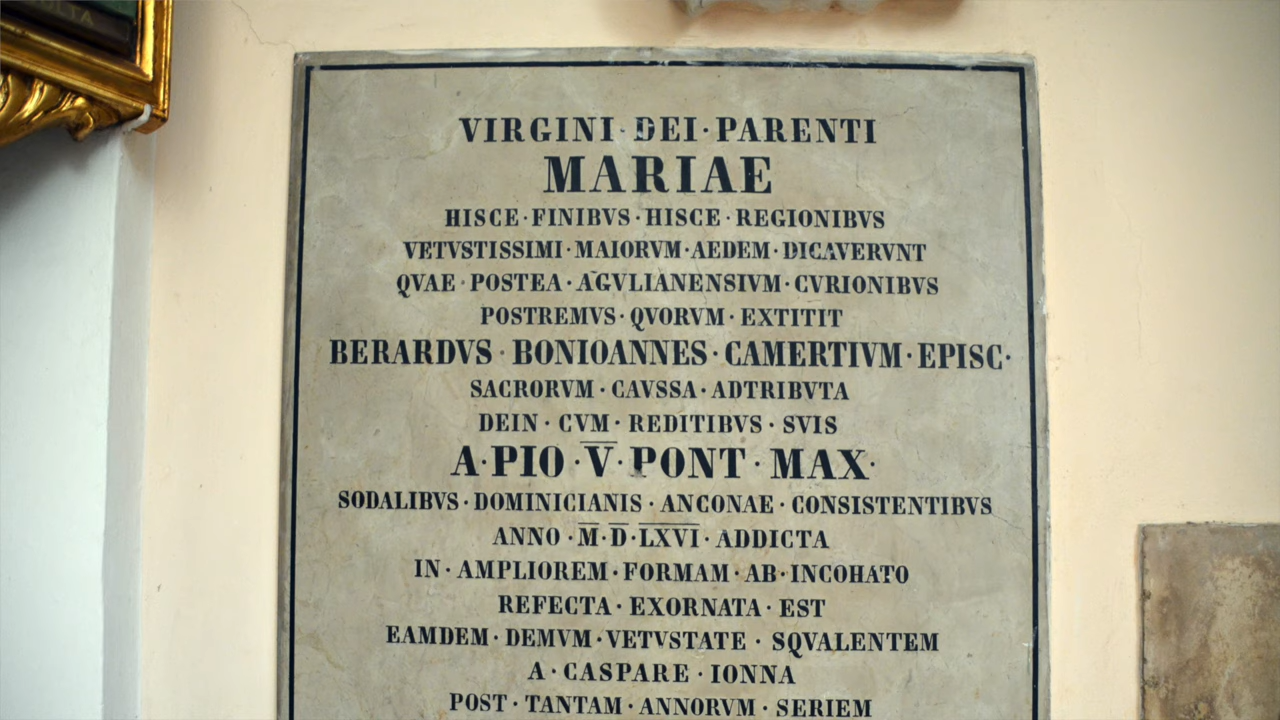 VIRGINI · DEI · PARENTI
MARIAE
HISCE · FINIBVS · HISCE · REGIONIBVS
VETVSTISSIMI · MAIORVM · AEDEM · DICAVERVNT
QVAE · POSTEA · AGVLIANENSIVM · CVRIONIBVS
POSTREMVS · QVORVM · EXTITIT
BERARDVS · BONIOANNES · CAMERTIVM · EPISC ·
SACRORVM · CAVSSA · ADTRIBVTA
DEIN · CVM · REDITIBVS · SVIS
A · PIO · V̅ · PONT · MAX ·
SODALIBVS · DOMINICIANIS · ANCONAE · CONSISTENTIBVS
ANNO · M̅ · D̅ · L̅X̅V̅I̅ · ADDICTA
IN · AMPLIOREM · FORMAM · AB · INCOHATO
REFECTA · EXORNATA · EST
EAMDEM · DEMVM · VETVSTATE · SQVALENTEM
A · CASPARE · IONNA
POST · TANTAM · ANNORVM · SERIEM